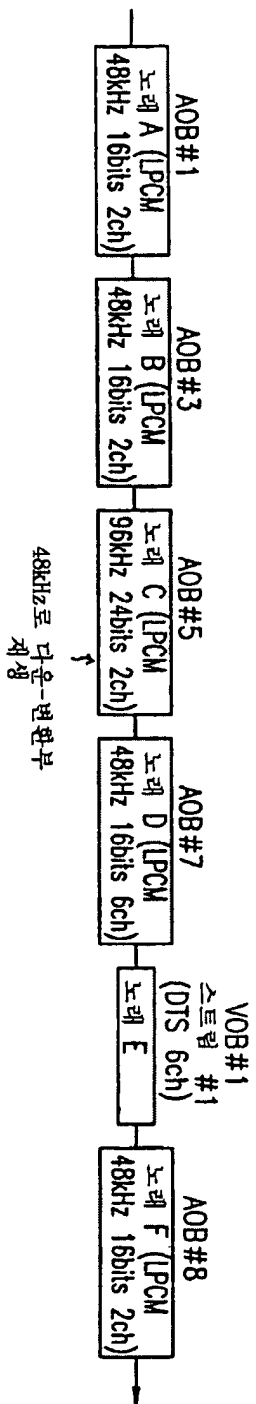 AOB#1
노래 A (LPCM
48kHz 16bits 2ch)
AOB#3
노래 B (LPCM
48kHz 16bits 2ch)
AOB#5
노래 C (LPCM
96kHz 24bits 2ch)
48kHz로 다운-변환부
재생
AOB#7
노래 D (LPCM
48kHz 16bits 6ch)
VOB#1
스트림 #1
(DTS 6ch)
노래 E
AOB#8
노래 F (LPCM
48kHz 16bits 2ch)